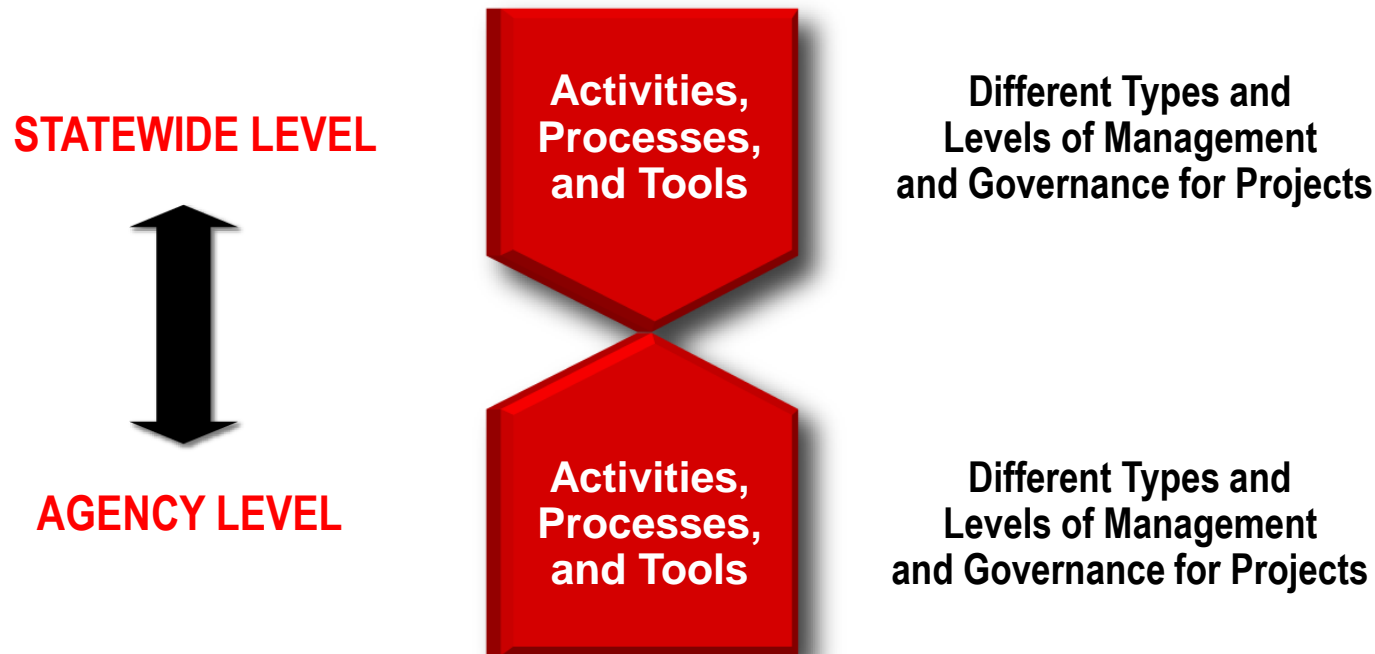 STATEWIDE LEVEL
Activities,
Processes,
and Tools
Different Types and
Levels of Management
and Governance for Projects
AGENCY LEVEL
Activities,
Processes,
and Tools
Different Types and
Levels of Management
and Governance for Projects